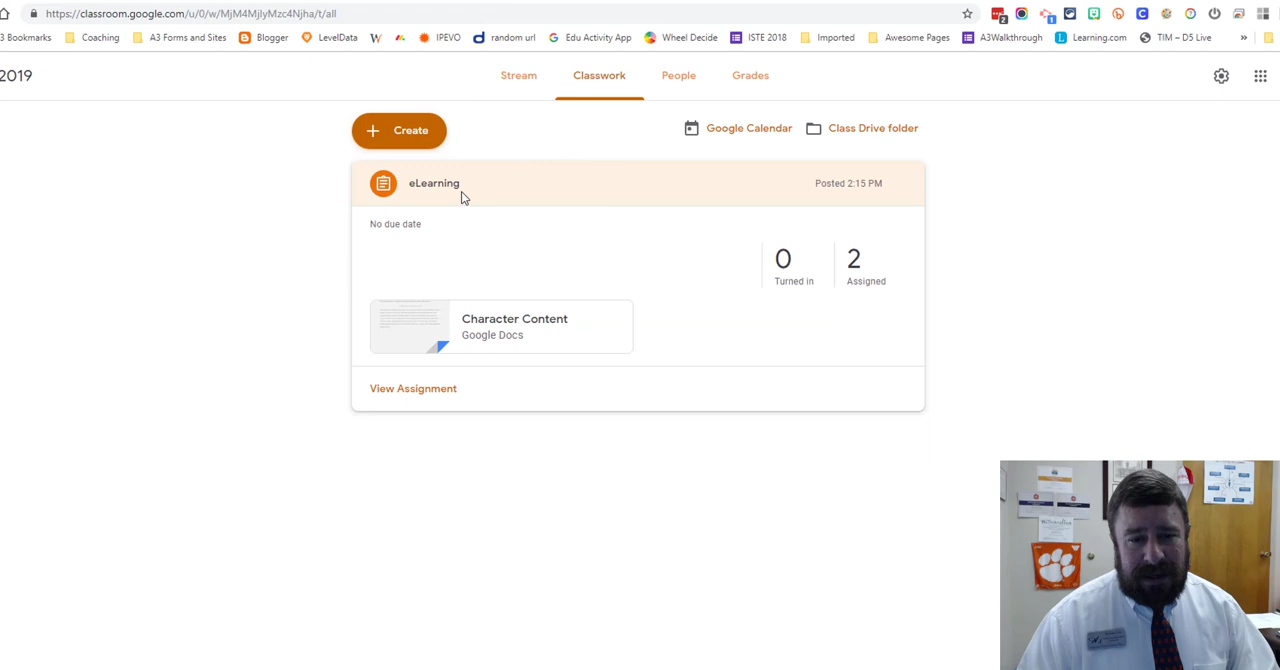 https://classroom.google.com/u/0/w/MjM4MjIyMzc4Njha/t/all
3 Bookmarks Coaching A3 Forms and Sites Blogger LevelData IPEVO random url Edu Activity App Wheel Decide ISTE 2018 Imported Awesome Pages A3Walkthrough Learning.com TIM – D5 Live »
2019 Stream Classwork People Grades
+ Create Google Calendar Class Drive folder
eLearning Posted 2:15 PM
No due date
0 2
Turned in Assigned
Character Content
Google Docs
View Assignment